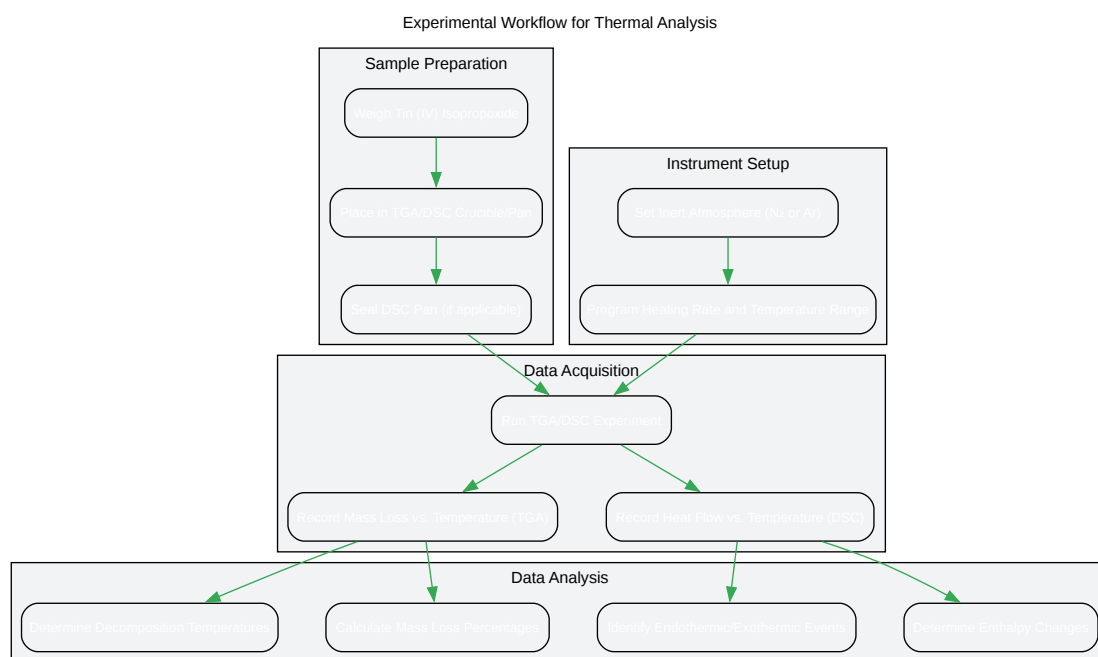 Experimental Workflow for Thermal Analysis
Sample Preparation
Weigh Tin (IV) Isopropoxide
Place in TGA/DSC Crucible/Pan
Seal DSC Pan (if applicable)
Instrument Setup
Set Inert Atmosphere (N₂ or Ar)
Program Heating Rate and Temperature Range
Data Acquisition
Run TGA/DSC Experiment
Record Mass Loss vs. Temperature (TGA)
Record Heat Flow vs. Temperature (DSC)
Data Analysis
Determine Decomposition Temperatures
Calculate Mass Loss Percentages
Identify Endothermic/Exothermic Events
Determine Enthalpy Changes